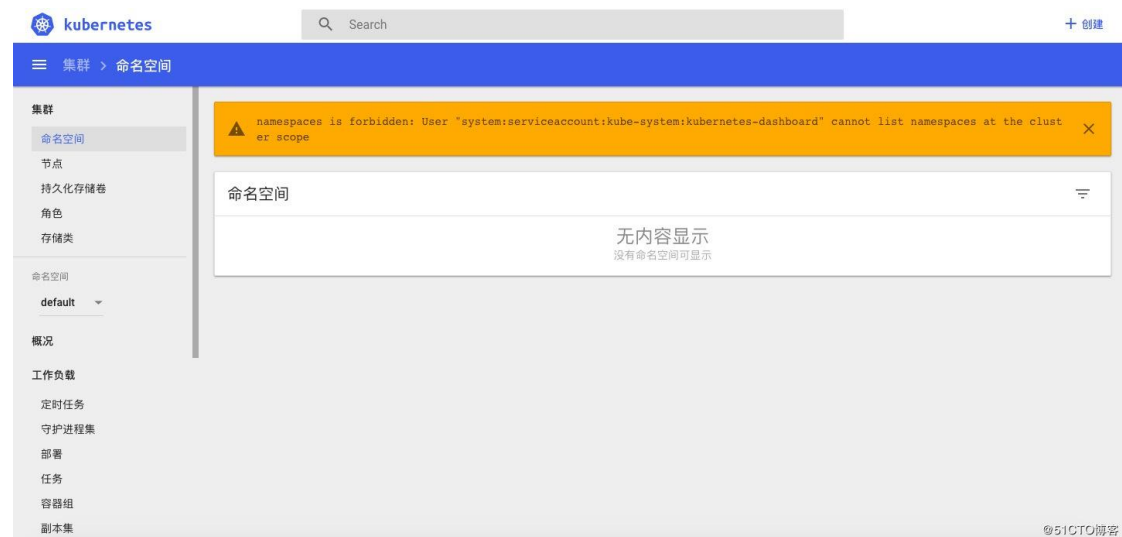 kubernetes
Search
+ 创建
集群 > 命名空间
集群
命名空间
节点
持久化存储卷
角色
存储类
命名空间
default
概况
工作负载
定时任务
守护进程集
部署
任务
容器组
副本集
namespaces is forbidden: User "system:serviceaccount:kube-system:kubernetes-dashboard" cannot list namespaces at the clust
er scope
命名空间
无内容显示
没有命名空间可显示
@51CTO博客